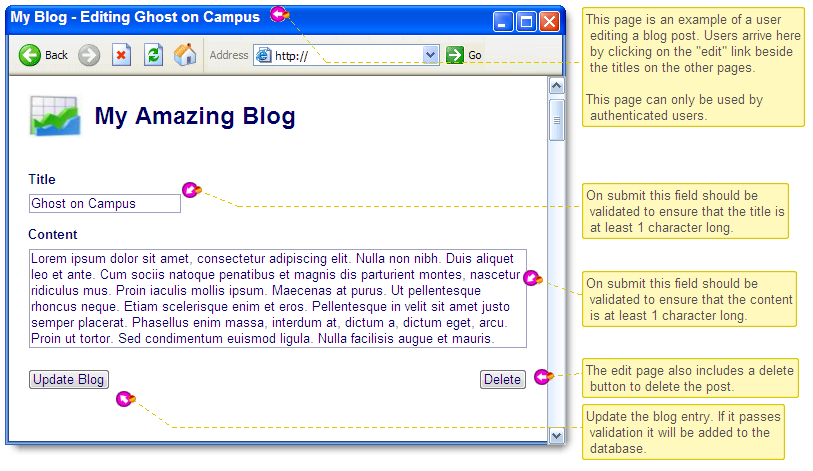 My Blog - Editing Ghost on Campus
Back
Address
http://
Go
My Amazing Blog
Title
Ghost on Campus
Content
Lorem ipsum dolor sit amet, consectetur adipiscing elit. Nulla non nibh. Duis aliquet
leo et ante. Cum sociis natoque penatibus et magnis dis parturient montes, nascetur
ridiculus mus. Proin iaculis mollis ipsum. Maecenas at purus. Ut pellentesque
rhoncus neque. Etiam scelerisque enim et eros. Pellentesque in velit sit amet justo
semper placerat. Phasellus enim massa, interdum at, dictum a, dictum eget, arcu.
Proin ut tortor. Sed condimentum euismod ligula. Nulla facilisis augue et mauris.
Update Blog
Delete
This page is an example of a user
editing a blog post. Users arrive here
by clicking on the "edit" link beside
the titles on the other pages.
This page can only be used by
authenticated users.
On submit this field should be
validated to ensure that the title is
at least 1 character long.
On submit this field should be
validated to ensure that the content
is at least 1 character long.
The edit page also includes a delete
button to delete the post.
Update the blog entry. If it passes
validation it will be added to the
database.